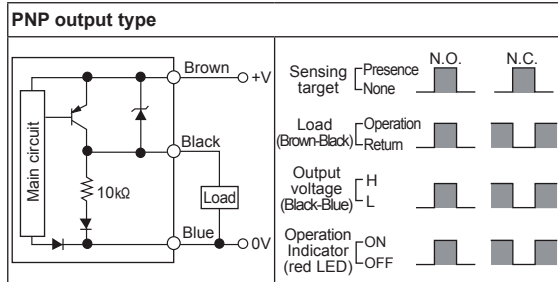 PNP output type
Main circuit
Brown
+V
Black
10kΩ
Load
Blue
0V
N.O.
N.C.
Sensing target
Presence
None
Load
(Brown-Black)
Operation
Return
Output voltage
(Black-Blue)
H
L
Operation Indicator
(red LED)
ON
OFF